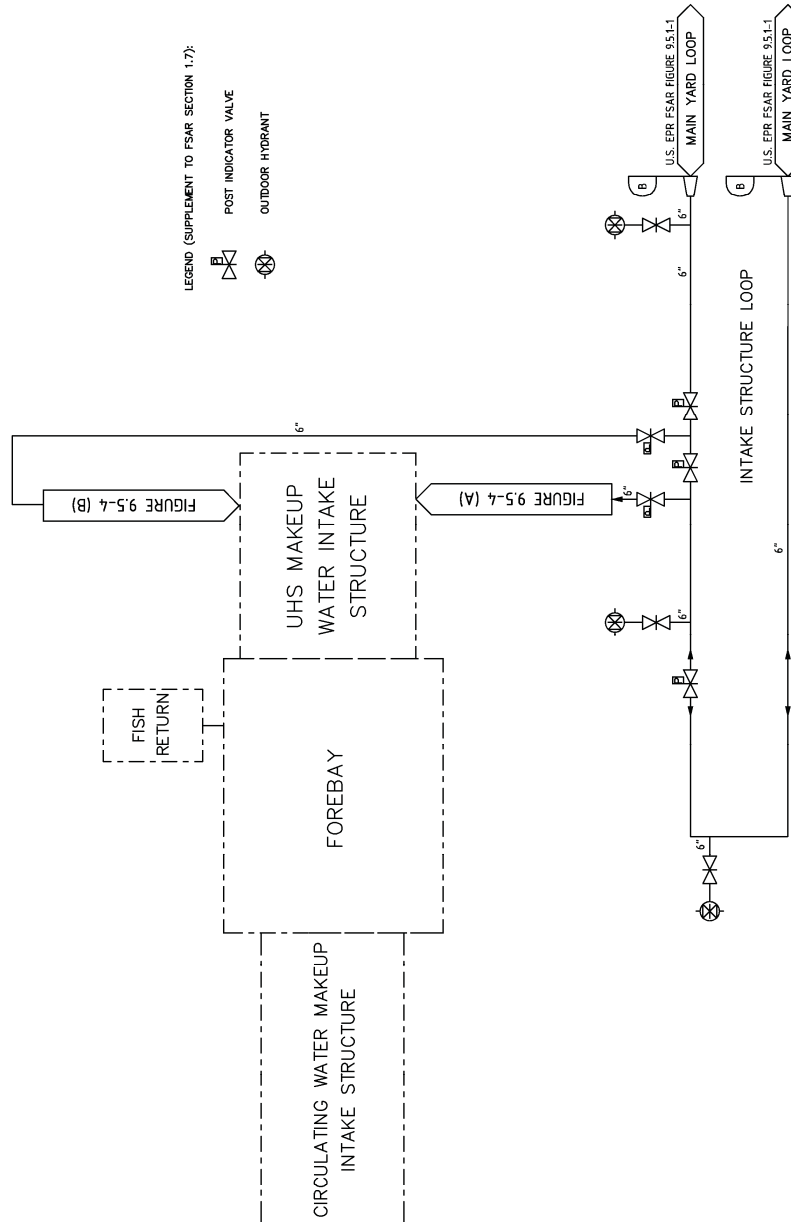 LEGEND (SUPPLEMENT TO FSAR SECTION 1.7):
P
POST INDICATOR VALVE
OUTDOOR HYDRANT
U.S. EPR FSAR FIGURE 9.5.1-1
MAIN YARD LOOP
B
U.S. EPR FSAR FIGURE 9.5.1-1
MAIN YARD LOOP
B
6"
6"
INTAKE STRUCTURE LOOP
6"
P
P
P
P
P
6"
6"
6"
6"
FIGURE 9.5-4 (B)
FIGURE 9.5-4 (A)
UHS MAKEUP
WATER INTAKE
STRUCTURE
FISH
RETURN
FOREBAY
CIRCULATING WATER MAKEUP
INTAKE STRUCTURE